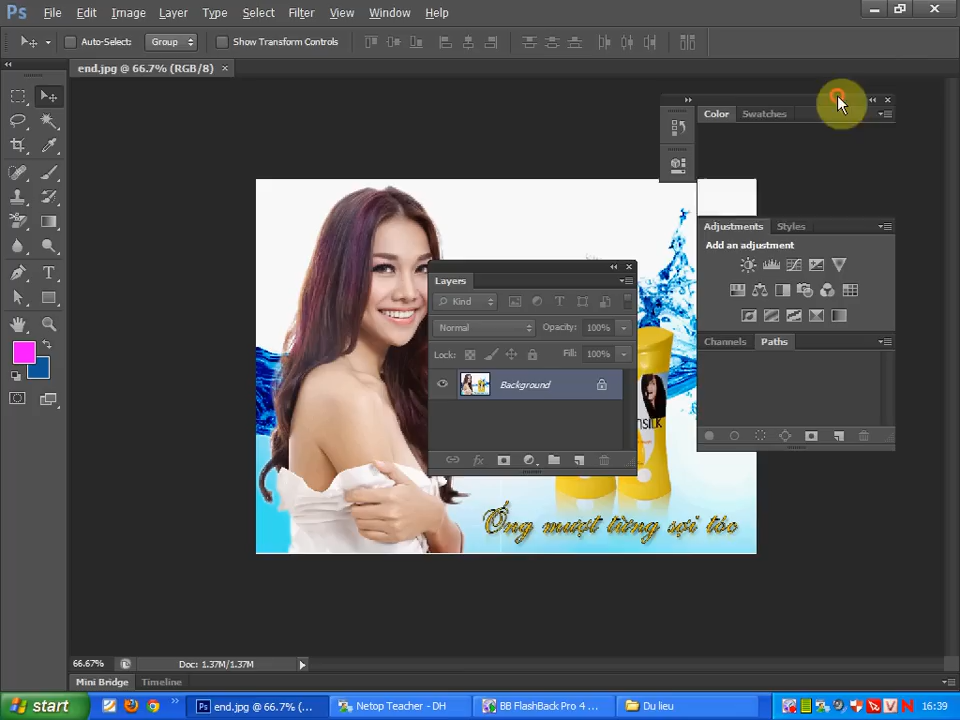 Ps File Edit Image Layer Type Select Filter View Window Help
Auto-Select: Group Show Transform Controls
end.jpg @ 66.7% (RGB/8) ×
Color Swatches
Adjustments Styles
Add an adjustment
Layers
Kind
Normal Opacity: 100%
Lock: Fill: 100%
Background
Channels Paths
Óng mượt từng sợi tóc
66.67% Doc: 1.37M/1.37M
Mini Bridge Timeline
start end.jpg @ 66.7% (... Netop Teacher - DH BB FlashBack Pro 4 ... Du lieu 16:39